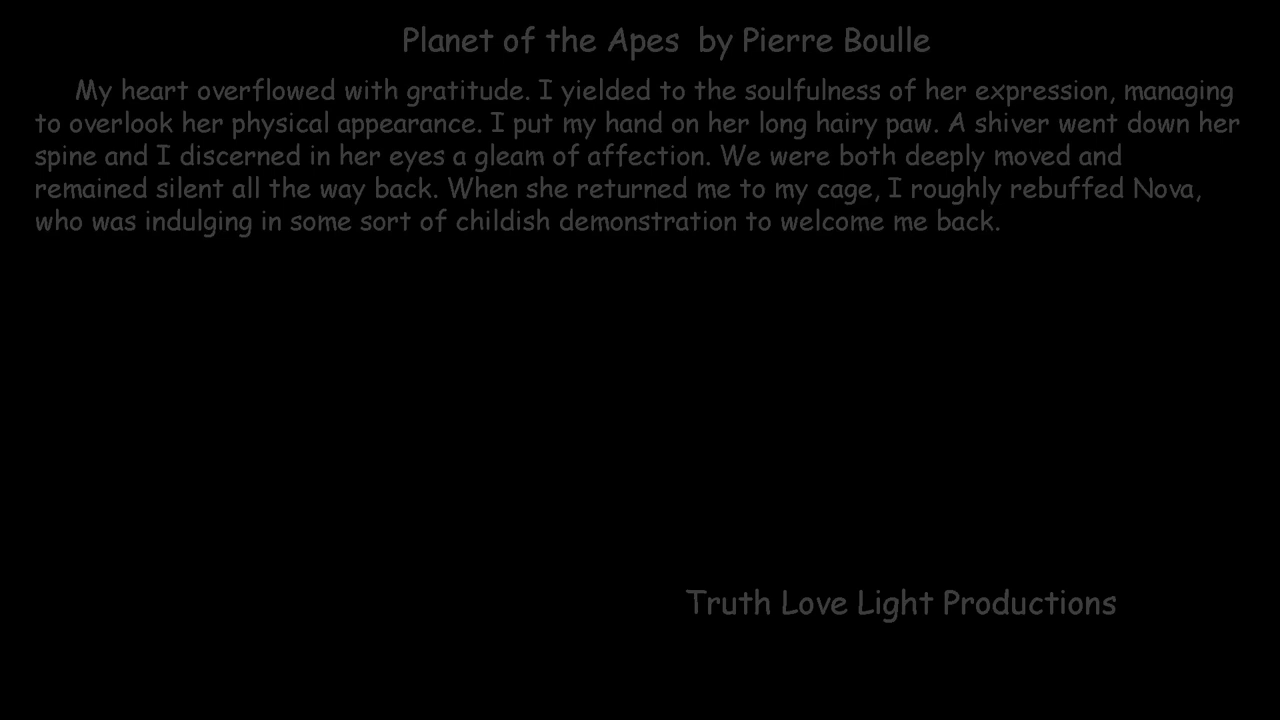 Planet of the Apes by Pierre Boulle
My heart overflowed with gratitude. I yielded to the soulfulness of her expression, managing
to overlook her physical appearance. I put my hand on her long hairy paw. A shiver went down her
spine and I discerned in her eyes a gleam of affection. We were both deeply moved and
remained silent all the way back. When she returned me to my cage, I roughly rebuffed Nova,
who was indulging in some sort of childish demonstration to welcome me back.
Truth Love Light Productions